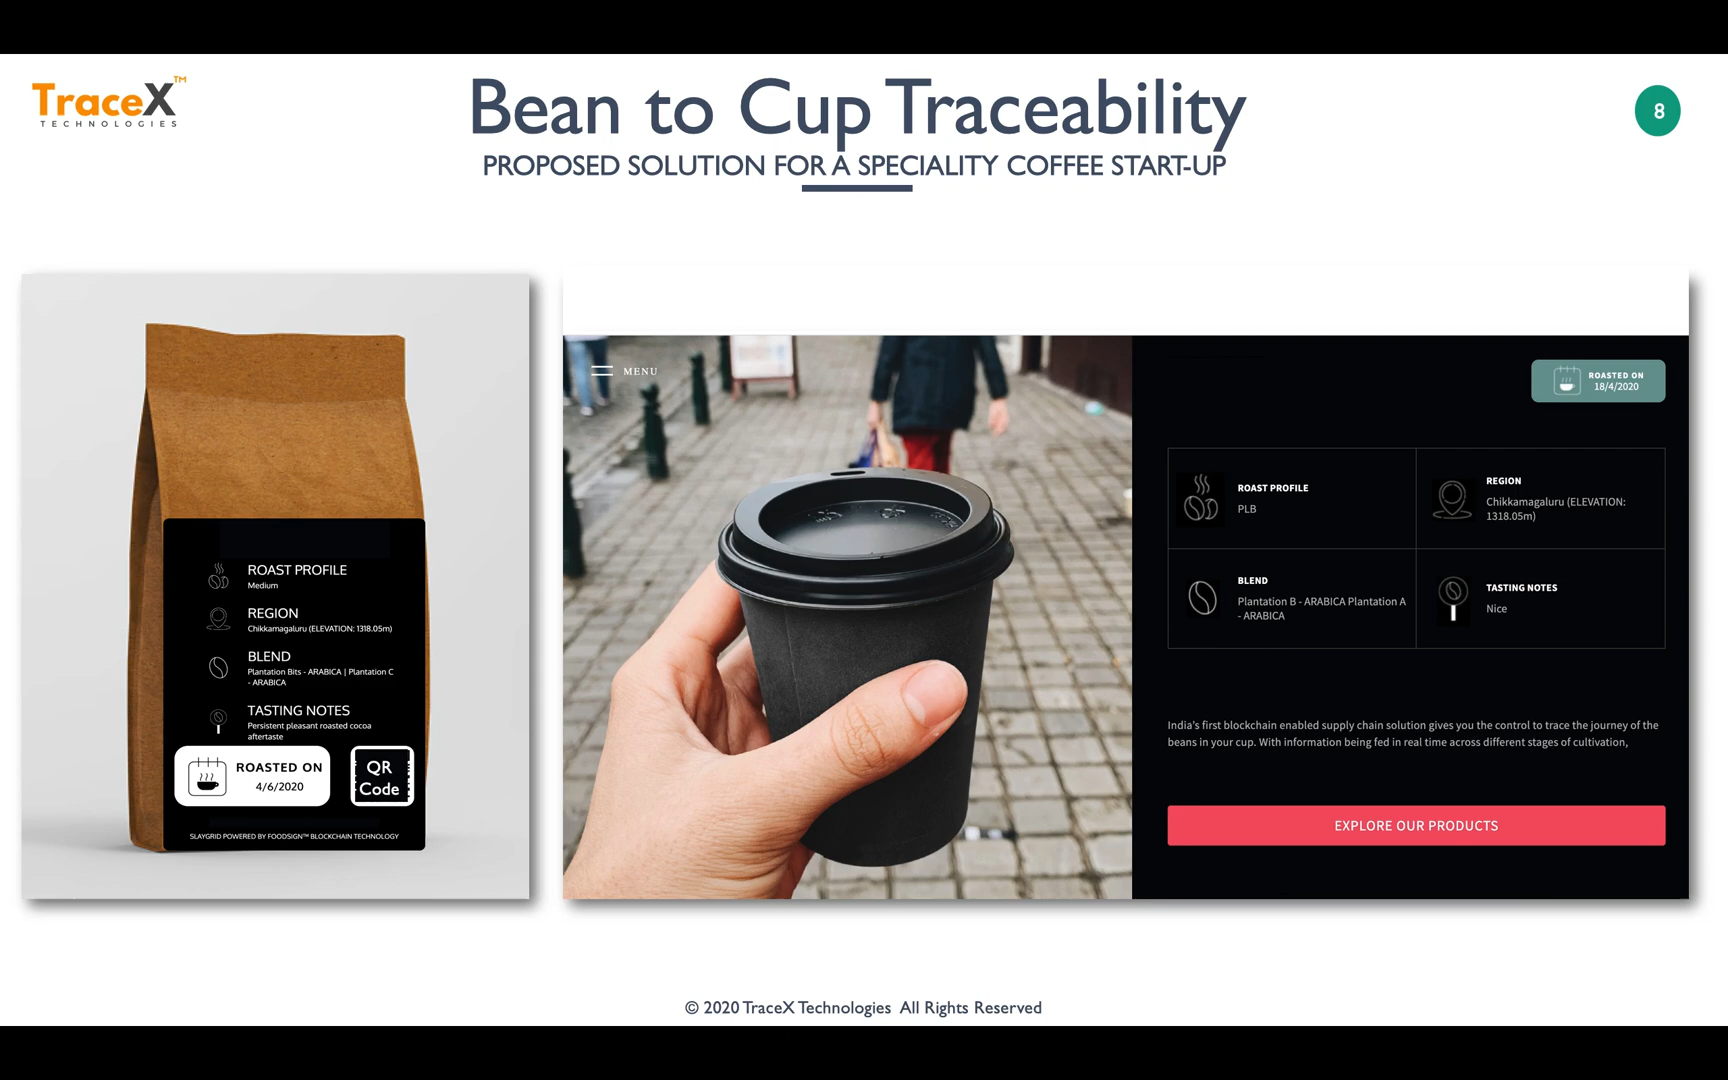 TraceX™
TECHNOLOGIES
Bean to Cup Traceability
PROPOSED SOLUTION FOR A SPECIALITY COFFEE START-UP
8
ROAST PROFILE
Medium
REGION
Chikkamagaluru (ELEVATION: 1318.05m)
BLEND
Plantation Bits - ARABICA | Plantation C
- ARABICA
TASTING NOTES
Persistent pleasant roasted cocoa
aftertaste
ROASTED ON
4/6/2020
QR
Code
SLAYGRID POWERED BY FOODSIGN™ BLOCKCHAIN TECHNOLOGY
MENU
ROASTED ON
18/4/2020
ROAST PROFILE
PLB
REGION
Chikkamagaluru (ELEVATION:
1318.05m)
BLEND
Plantation B - ARABICA Plantation A
- ARABICA
TASTING NOTES
Nice
India's first blockchain enabled supply chain solution gives you the control to trace the journey of the
beans in your cup. With information being fed in real time across different stages of cultivation,
EXPLORE OUR PRODUCTS
© 2020 TraceX Technologies All Rights Reserved